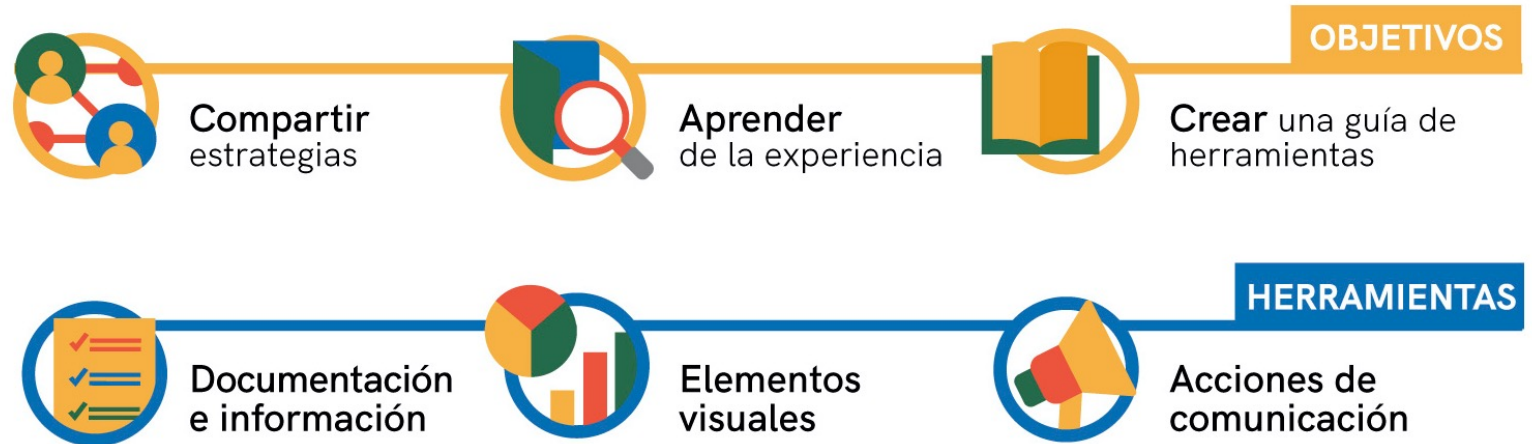 OBJETIVOS
Compartir
estrategias
Aprender
de la experiencia
Crear una guía de
herramientas
HERRAMIENTAS
Documentación
e información
Elementos
visuales
Acciones de
comunicación